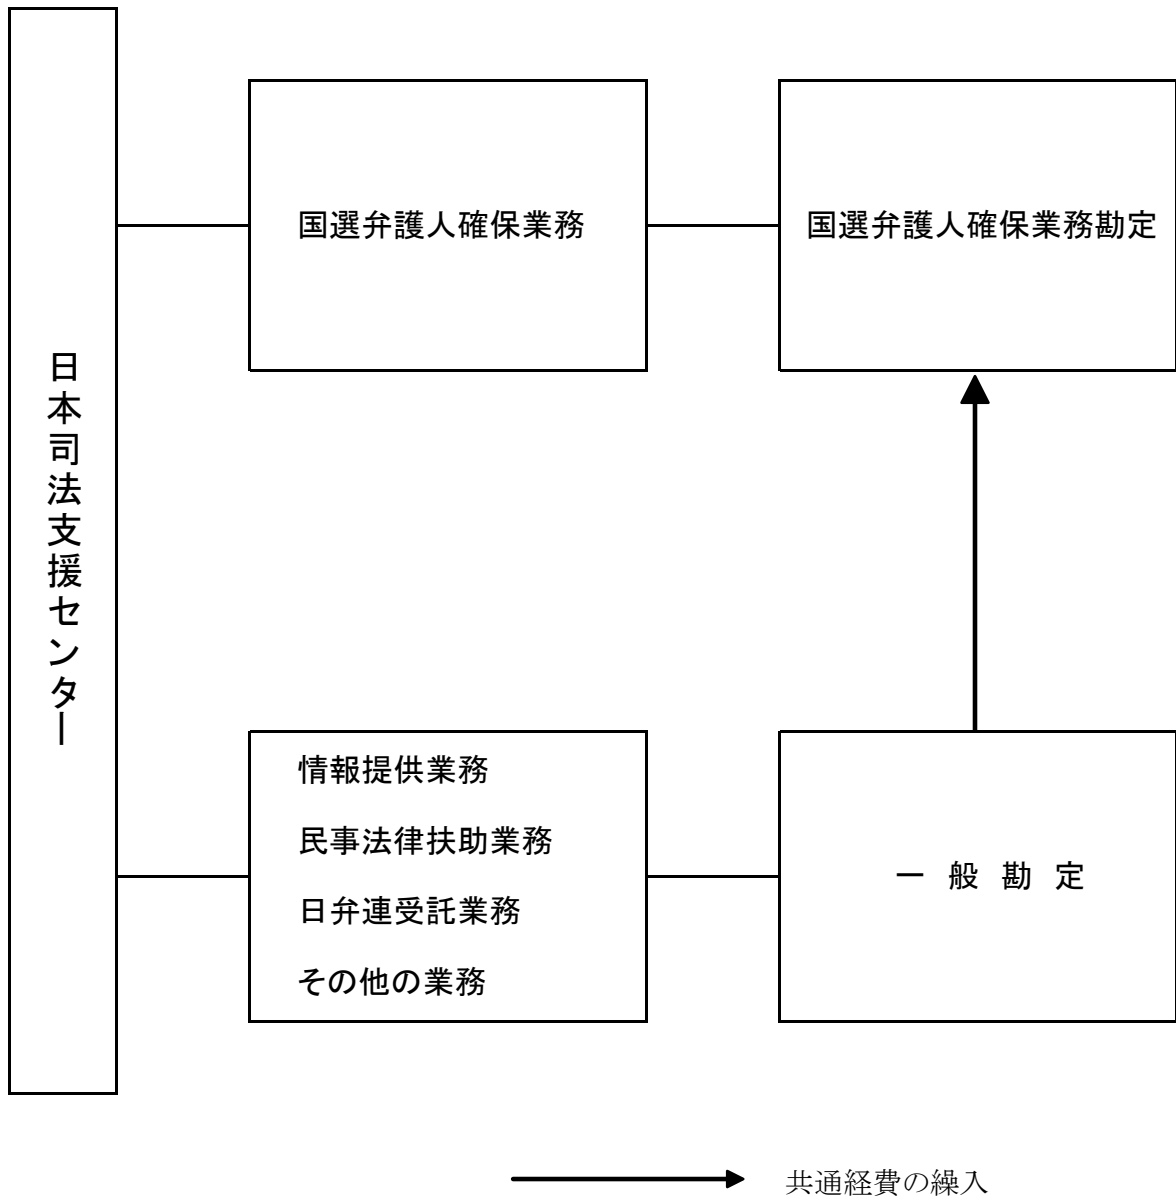 日本司法支援センター
国選弁護人確保業務
国選弁護人確保業務勘定
情報提供業務
民事法律扶助業務
日弁連受託業務
その他の業務
一般勘定
共通経費の繰入